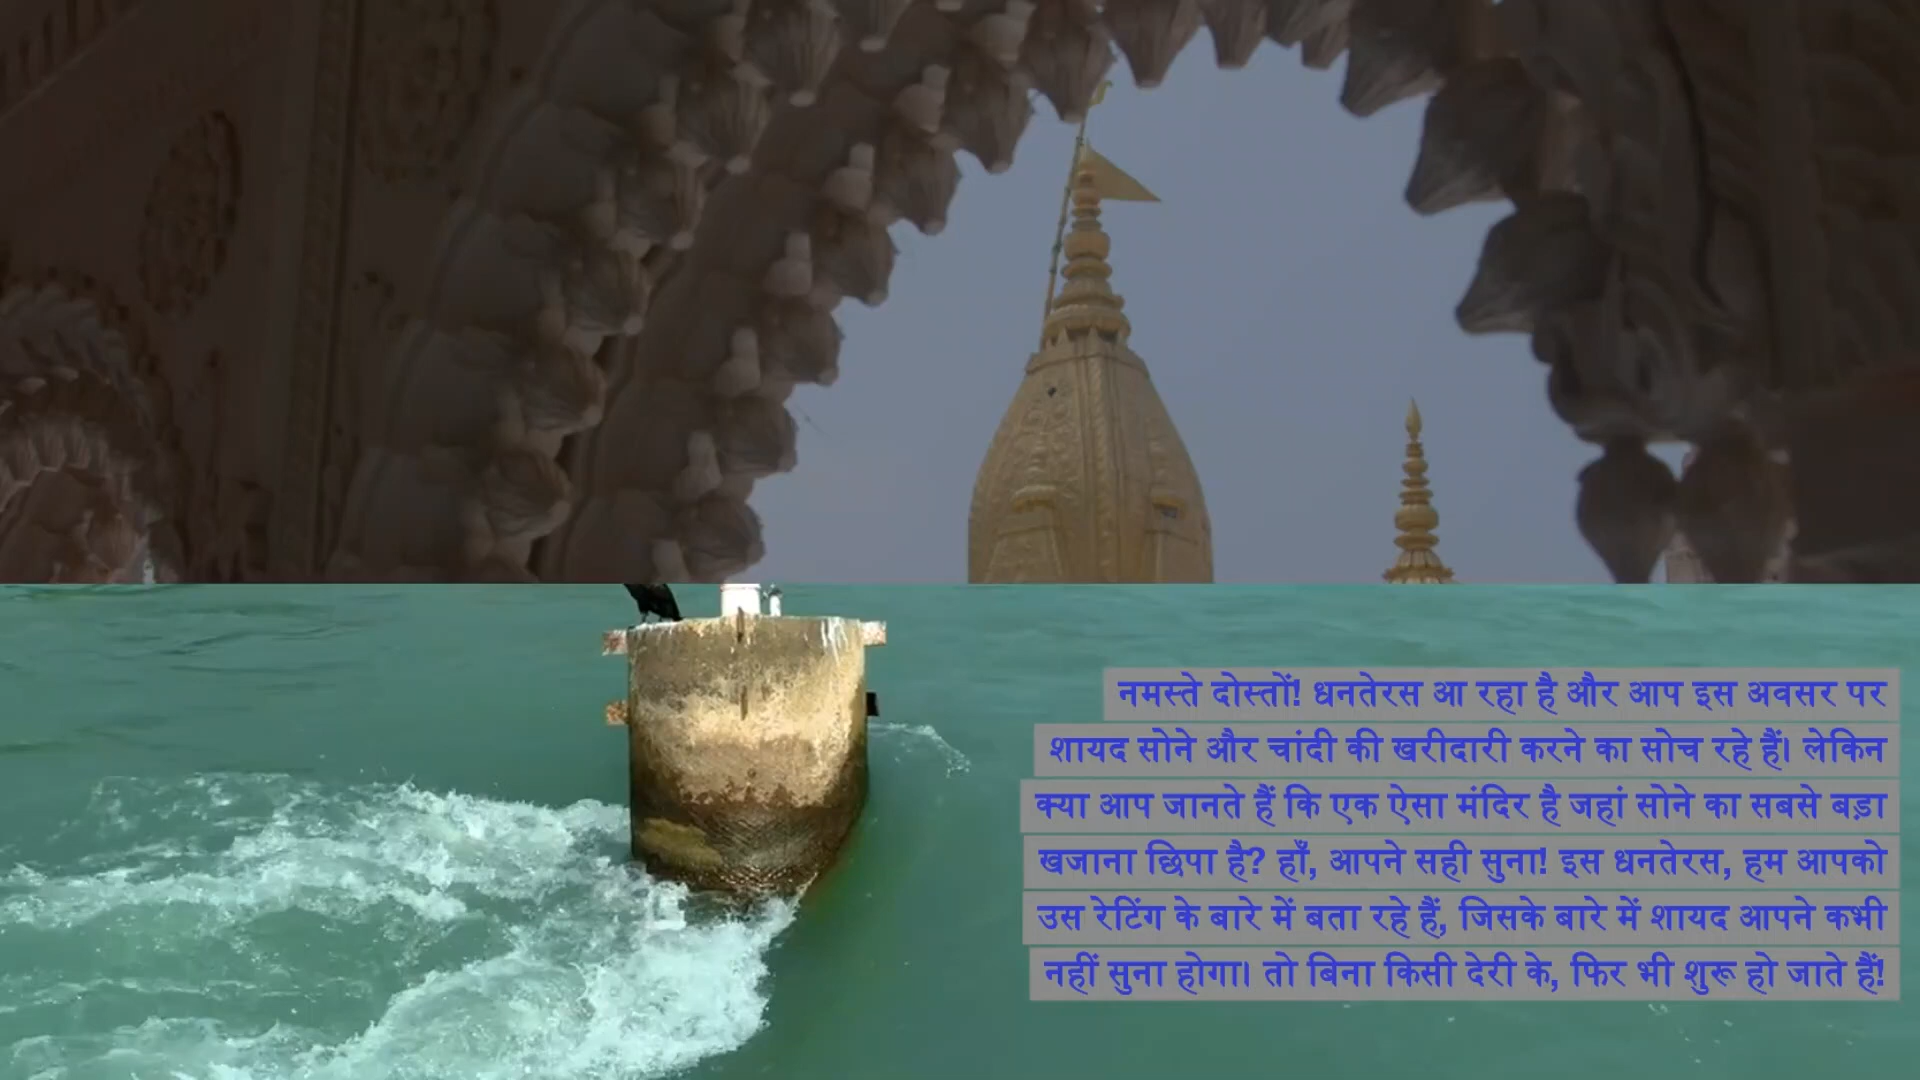 नमस्ते दोस्तों! धनतेरस आ रहा है और आप इस अवसर पर
शायद सोने और चांदी की खरीदारी करने का सोच रहे हैं। लेकिन
क्या आप जानते हैं कि एक ऐसा मंदिर है जहां सोने का सबसे बड़ा
खजाना छिपा है? हाँ, आपने सही सुना! इस धनतेरस, हम आपको
उस रेटिंग के बारे में बता रहे हैं, जिसके बारे में शायद आपने कभी
नहीं सुना होगा। तो बिना किसी देरी के, फिर भी शुरू हो जाते हैं!